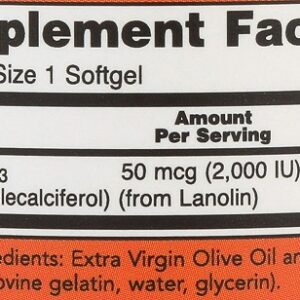 plement Fac
Size 1 Softgel
Amount
Per Serving
3 50 mcg (2,000 IU)
lecalciferol) (from Lanolin)
edients: Extra Virgin Olive Oil an
ovine gelatin, water, glycerin).